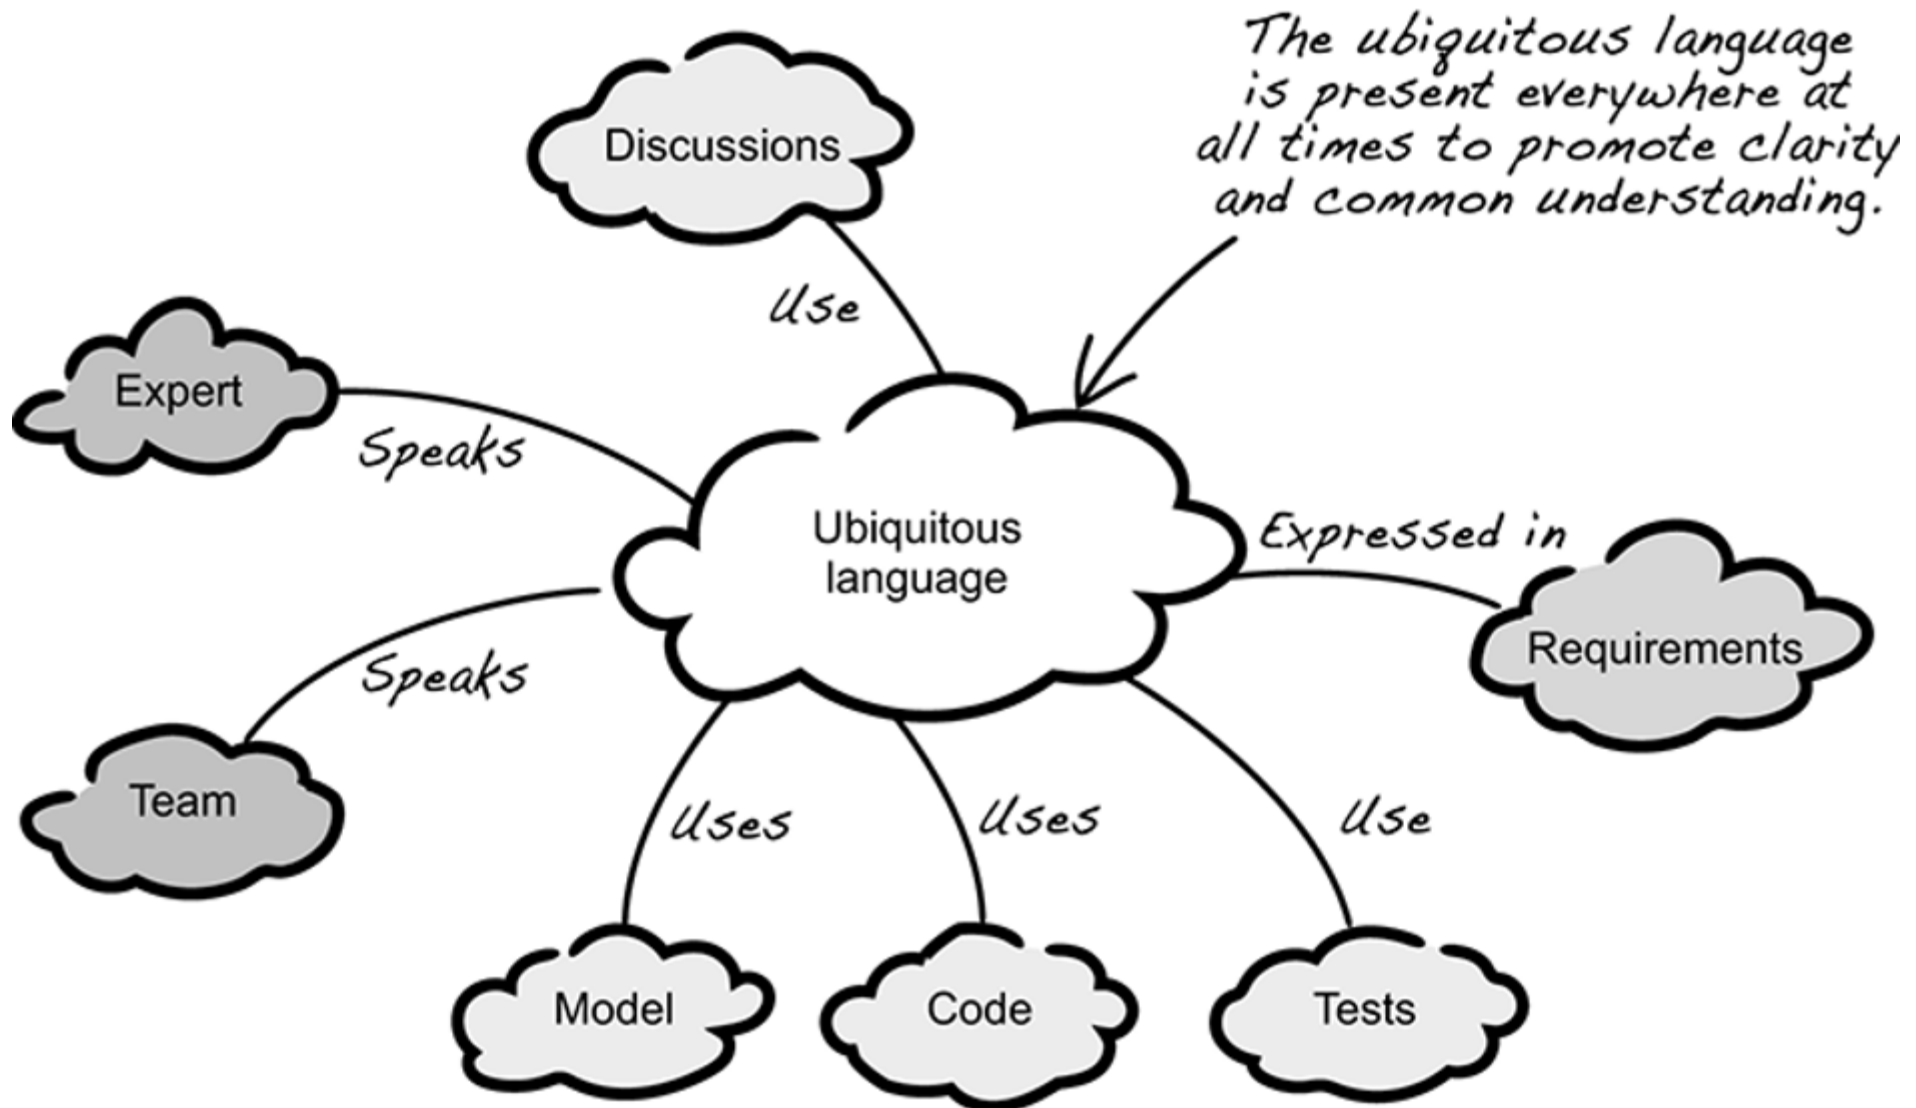 The ubiquitous language
is present everywhere at
all times to promote clarity
and common understanding.
Discussions
Use
Expert
Speaks
Ubiquitous
language
Expressed in
Requirements
Speaks
Team
Uses
Uses
Use
Model
Code
Tests